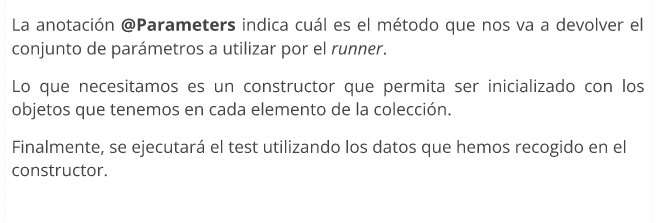 La anotación @Parameters indica cuál es el método que nos va a devolver el
conjunto de parámetros a utilizar por el runner.
Lo que necesitamos es un constructor que permita ser inicializado con los
objetos que tenemos en cada elemento de la colección.
Finalmente, se ejecutará el test utilizando los datos que hemos recogido en el
constructor.